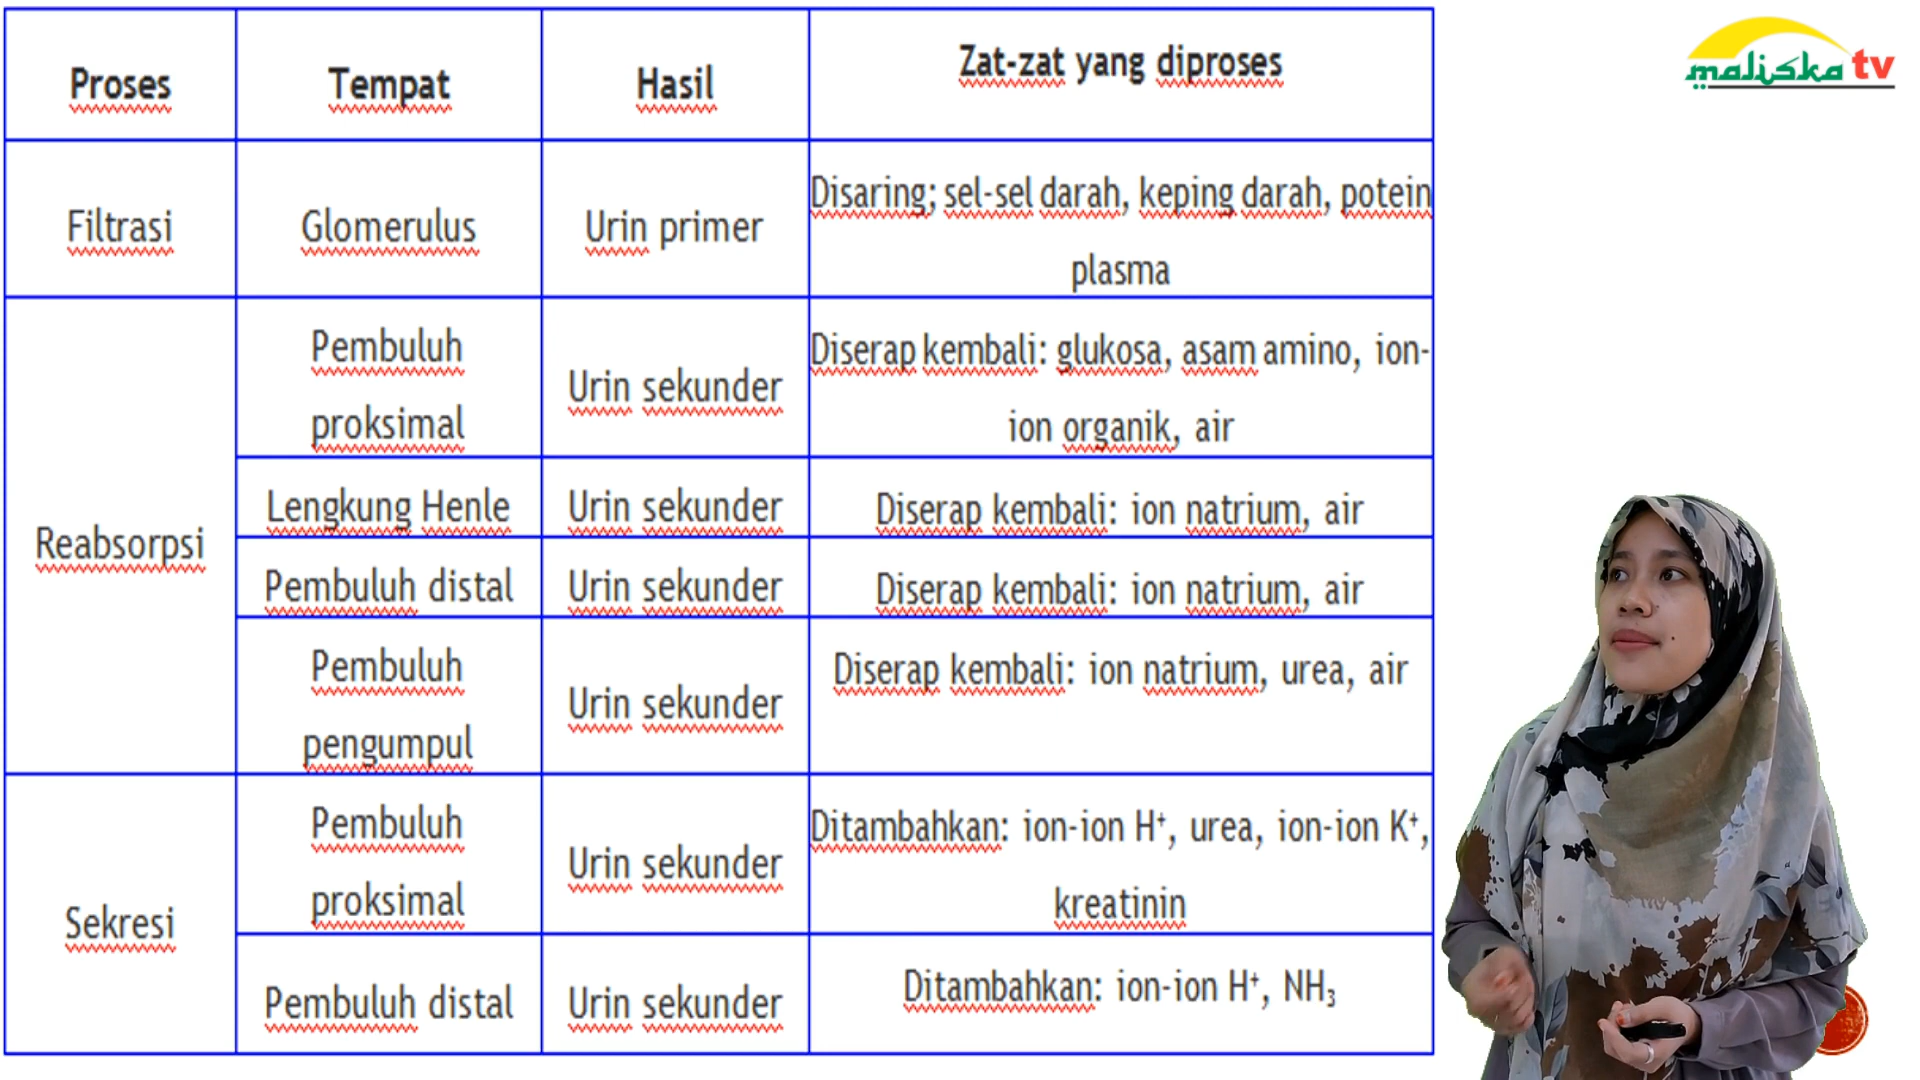 Proses
Tempat
Hasil
Zat-zat yang diproses
Filtrasi
Glomerulus
Urin primer
Disaring; sel-sel darah, keping darah, potein
plasma
Reabsorpsi
Pembuluh
proksimal
Urin sekunder
Diserap kembali: glukosa, asam amino, ion-
ion organik, air
Lengkung Henle
Urin sekunder
Diserap kembali: ion natrium, air
Pembuluh distal
Urin sekunder
Diserap kembali: ion natrium, air
Pembuluh
pengumpul
Urin sekunder
Diserap kembali: ion natrium, urea, air
Sekresi
Pembuluh
proksimal
Urin sekunder
Ditambahkan: ion-ion H⁺, urea, ion-ion K⁺,
kreatinin
Pembuluh distal
Urin sekunder
Ditambahkan: ion-ion H⁺, NH₃
maliska tv